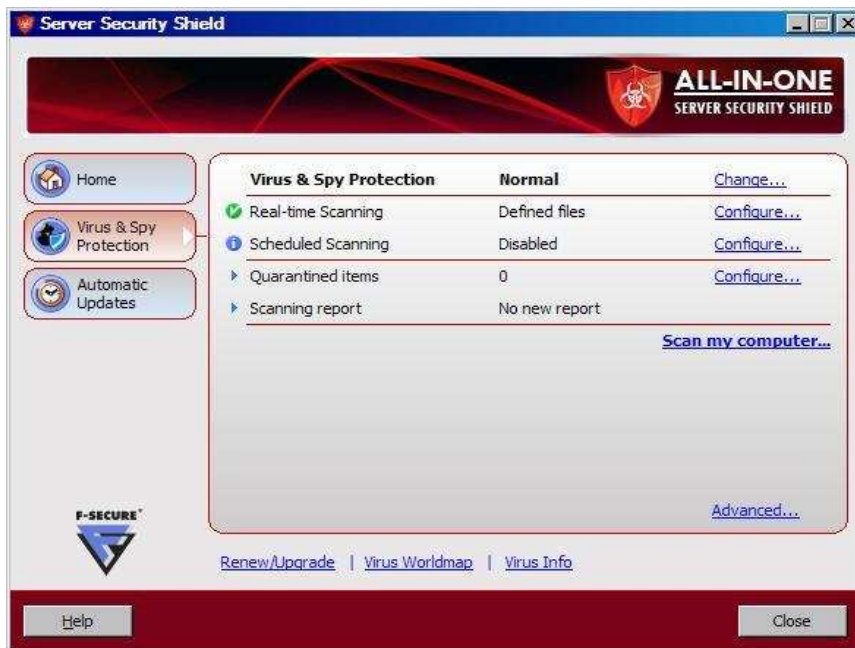 Server Security Shield
ALL-IN-ONE
SERVER SECURITY SHIELD
Home
Virus & Spy
Protection
Automatic
Updates
Virus & Spy Protection Normal Change...
Real-time Scanning Defined files Configure...
Scheduled Scanning Disabled Configure...
Quarantined items 0 Configure...
Scanning report No new report
Scan my computer...
Advanced...
F-SECURE®
Renew/Upgrade | Virus Worldmap | Virus Info
Help Close